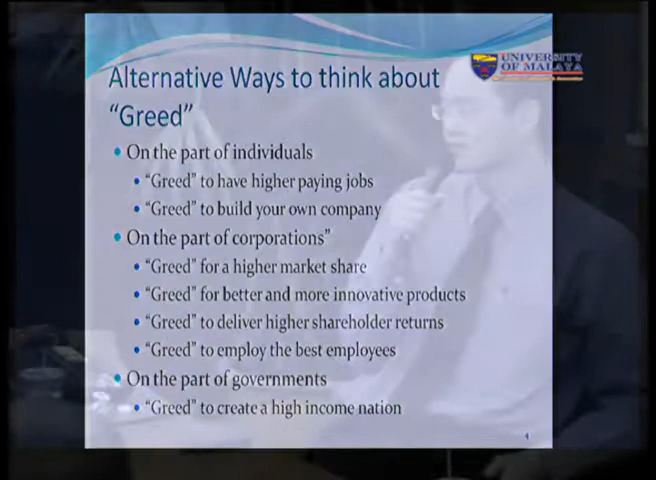 UNIVERSITY
OF MALAYA
Alternative Ways to think about
"Greed"
• On the part of individuals
• "Greed" to have higher paying jobs
• "Greed" to build your own company
• On the part of corporations"
• "Greed" for a higher market share
• "Greed" for better and more innovative products
• "Greed" to deliver higher shareholder returns
• "Greed" to employ the best employees
• On the part of governments
• "Greed" to create a high income nation
4